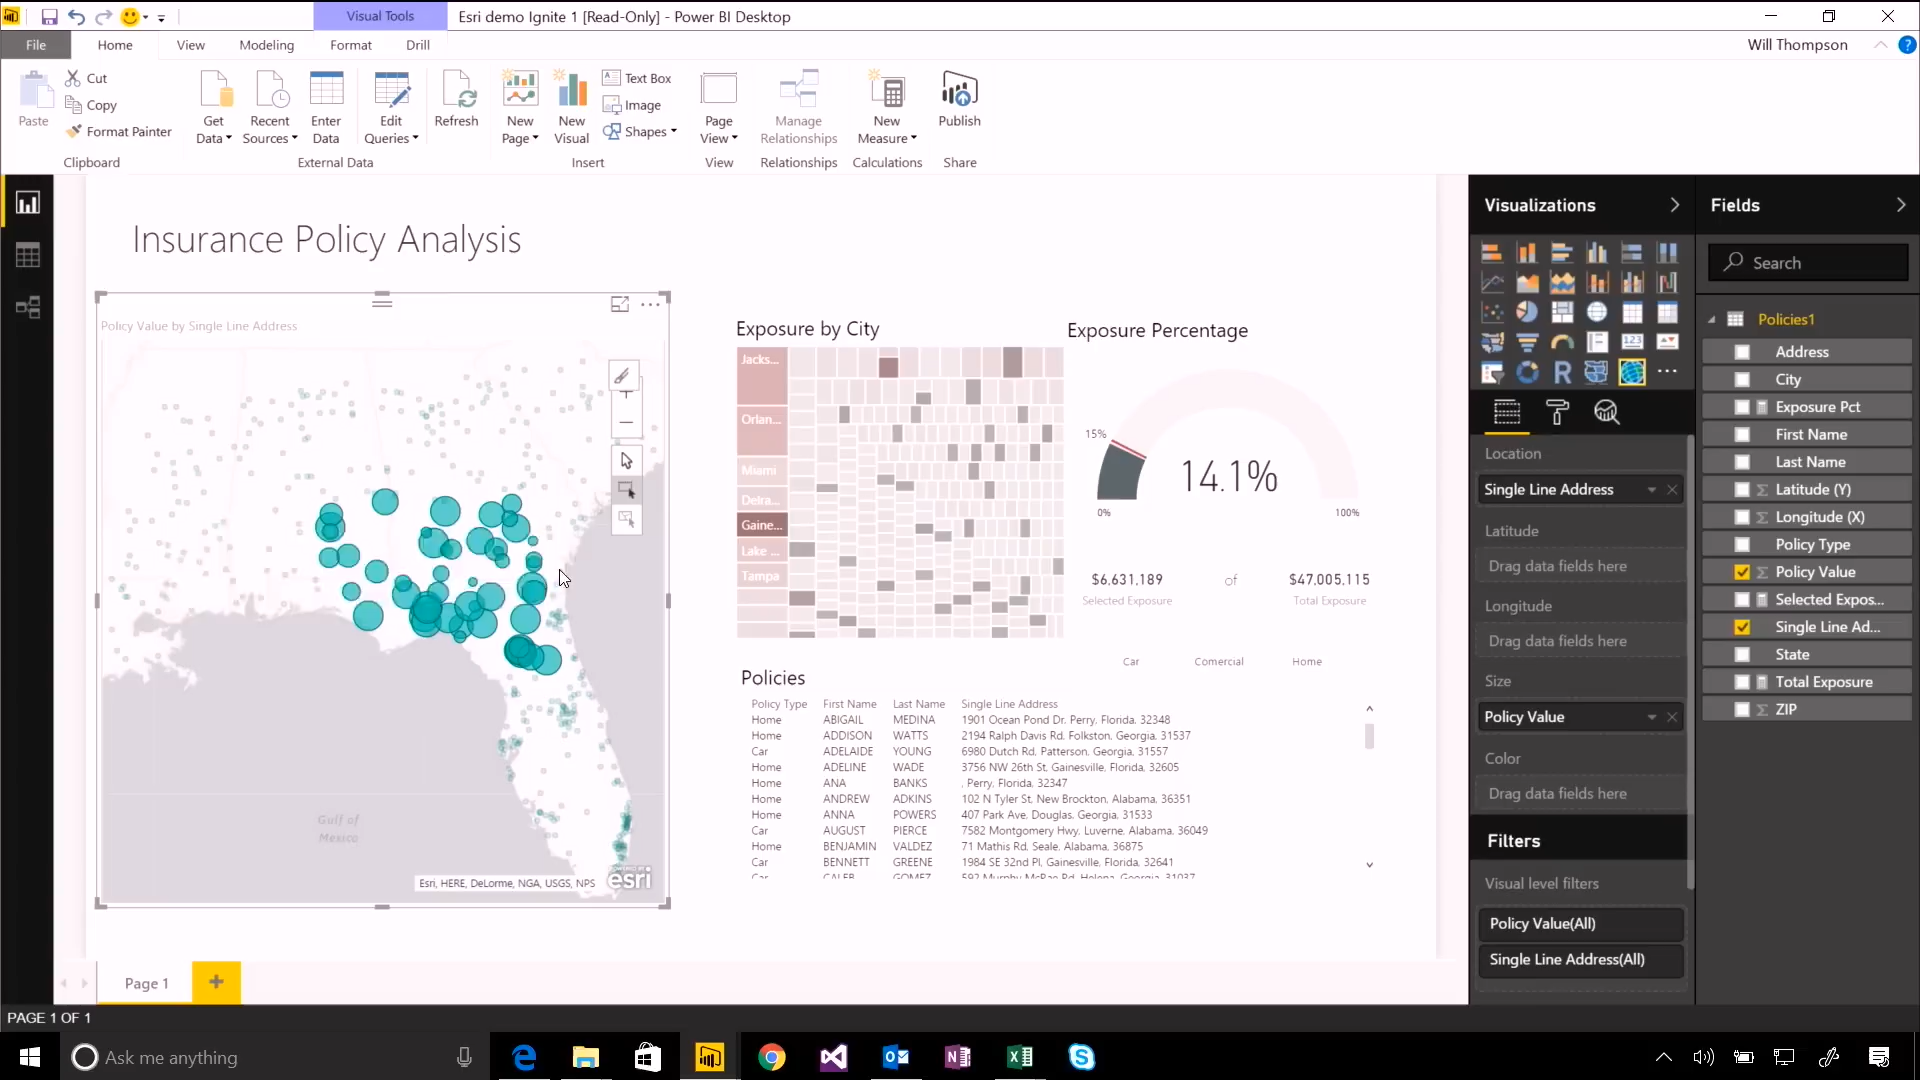 Visual Tools
Esri demo Ignite 1 [Read-Only] - Power BI Desktop
File
Home
View
Modeling
Format
Drill
Will Thompson
Paste
Cut
Copy
Format Painter
Clipboard
Get Data
Recent Sources
Enter Data
Edit Queries
Refresh
External Data
New Page
New Visual
Text Box
Image
Shapes
Insert
Page View
View
Manage Relationships
Relationships
New Measure
Calculations
Publish
Share
Insurance Policy Analysis
Policy Value by Single Line Address
Gulf of
Mexico
Esri, HERE, DeLorme, NGA, USGS, NPS
esri
Exposure by City
Jacks...
Orlan...
Miami
Delra...
Gaine...
Lake ...
Tampa
Exposure Percentage
15%
14.1%
0%
100%
$6,631,189 of $47,005,115
Selected Exposure
Total Exposure
Car
Comercial
Home
Policies
Policy Type First Name Last Name Single Line Address
Home ABIGAIL MEDINA 1901 Ocean Pond Dr, Perry, Florida, 32348
Home ADDISON WATTS 2194 Ralph Davis Rd, Folkston, Georgia, 31537
Car ADELAIDE YOUNG 6980 Dutch Rd, Patterson, Georgia, 31557
Home ADELINE WADE 3756 NW 26th St, Gainesville, Florida, 32605
Home ANA BANKS , Perry, Florida, 32347
Home ANDREW ADKINS 102 N Tyler St, New Brockton, Alabama, 36351
Home ANNA POWERS 407 Park Ave, Douglas, Georgia, 31533
Car AUGUST PIERCE 7582 Montgomery Hwy, Luverne, Alabama, 36049
Home BENJAMIN VALDEZ 71 Mathis Rd, Seale, Alabama, 36875
Car BENNETT GREENE 1984 SE 32nd Pl, Gainesville, Florida, 32641
Car CALEB GOMEZ 592 Murphy McRae Rd, Helena, Georgia, 31037
Visualizations
Location
Single Line Address
Latitude
Drag data fields here
Longitude
Drag data fields here
Size
Policy Value
Color
Drag data fields here
Filters
Visual level filters
Policy Value(All)
Single Line Address(All)
Fields
Search
Policies1
Address
City
Exposure Pct
First Name
Last Name
Latitude (Y)
Longitude (X)
Policy Type
Policy Value
Selected Expos...
Single Line Ad...
State
Total Exposure
ZIP
Page 1
PAGE 1 OF 1
Ask me anything